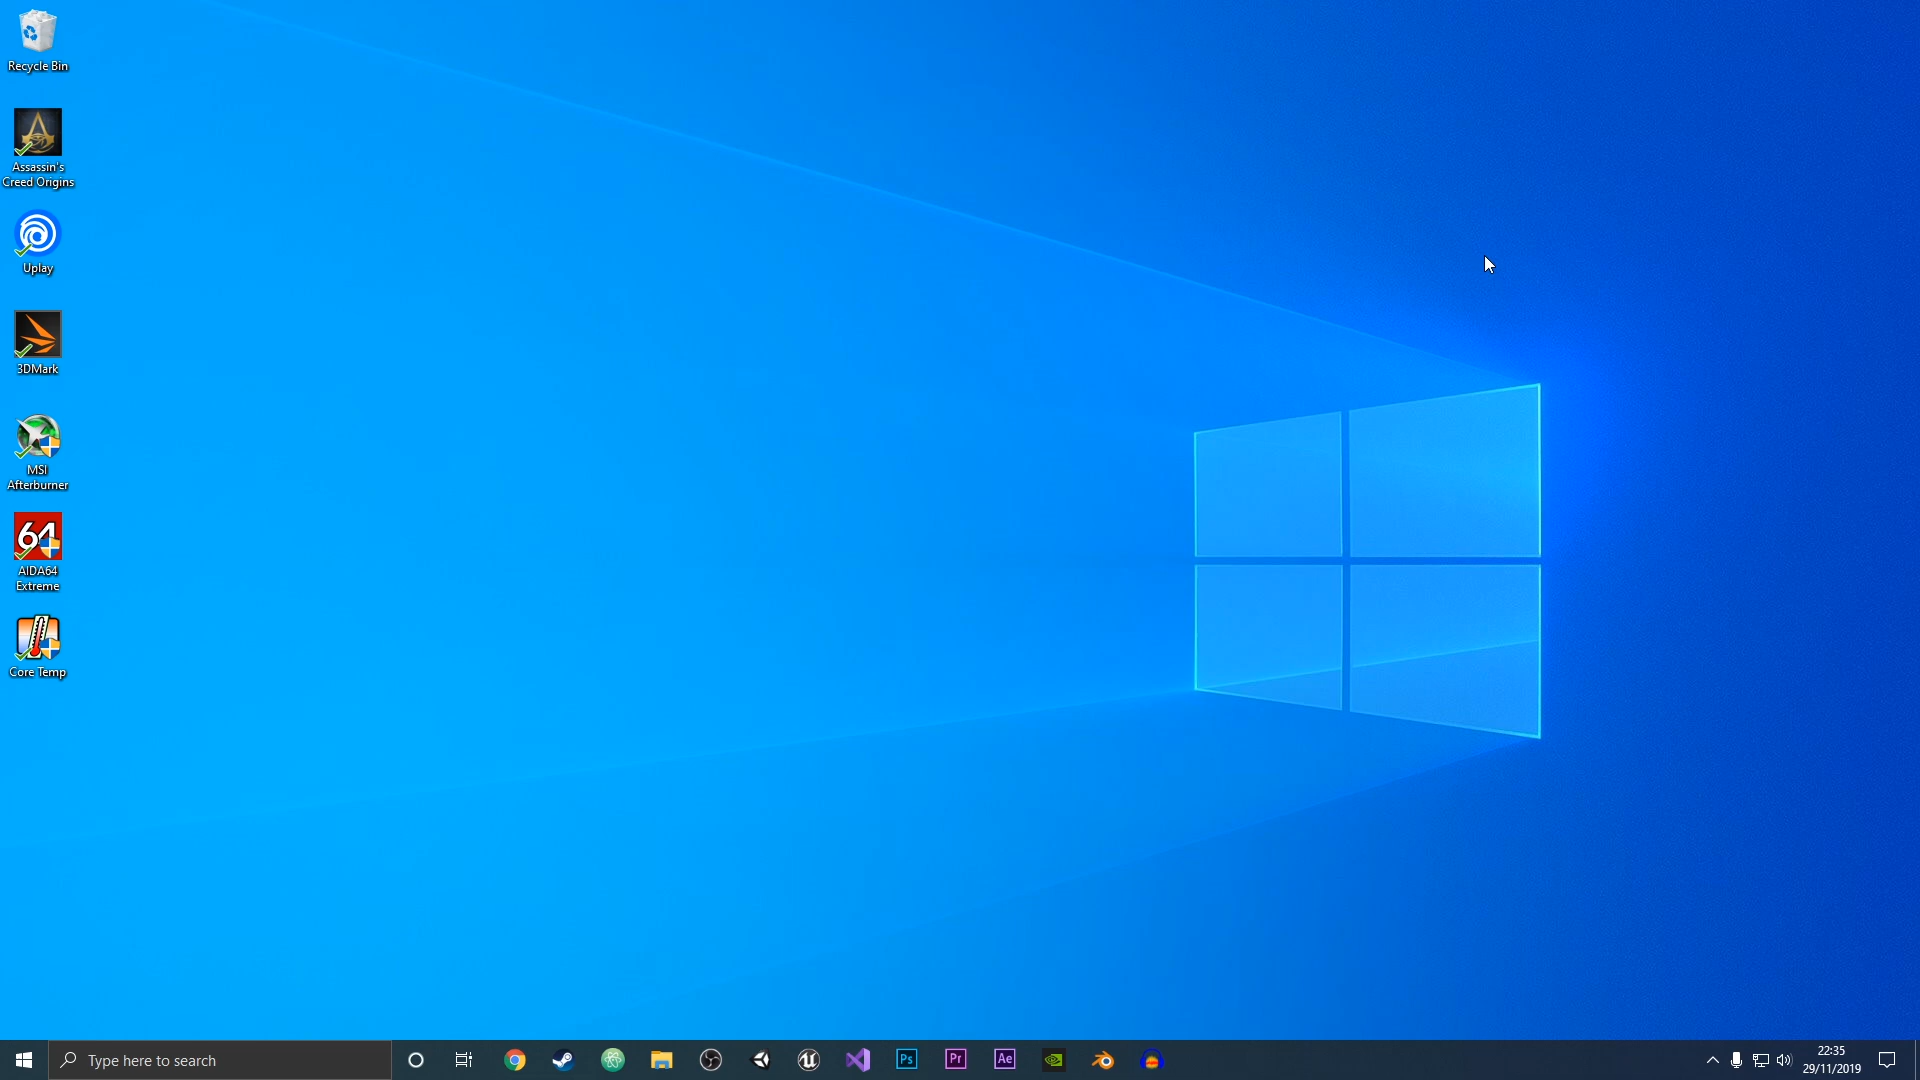 Recycle Bin
Assassin's
Creed Origins
Uplay
3DMark
MSI
Afterburner
64
AIDA64
Extreme
Core Temp
Type here to search
Ps
Pr
Ae
22:35
29/11/2019